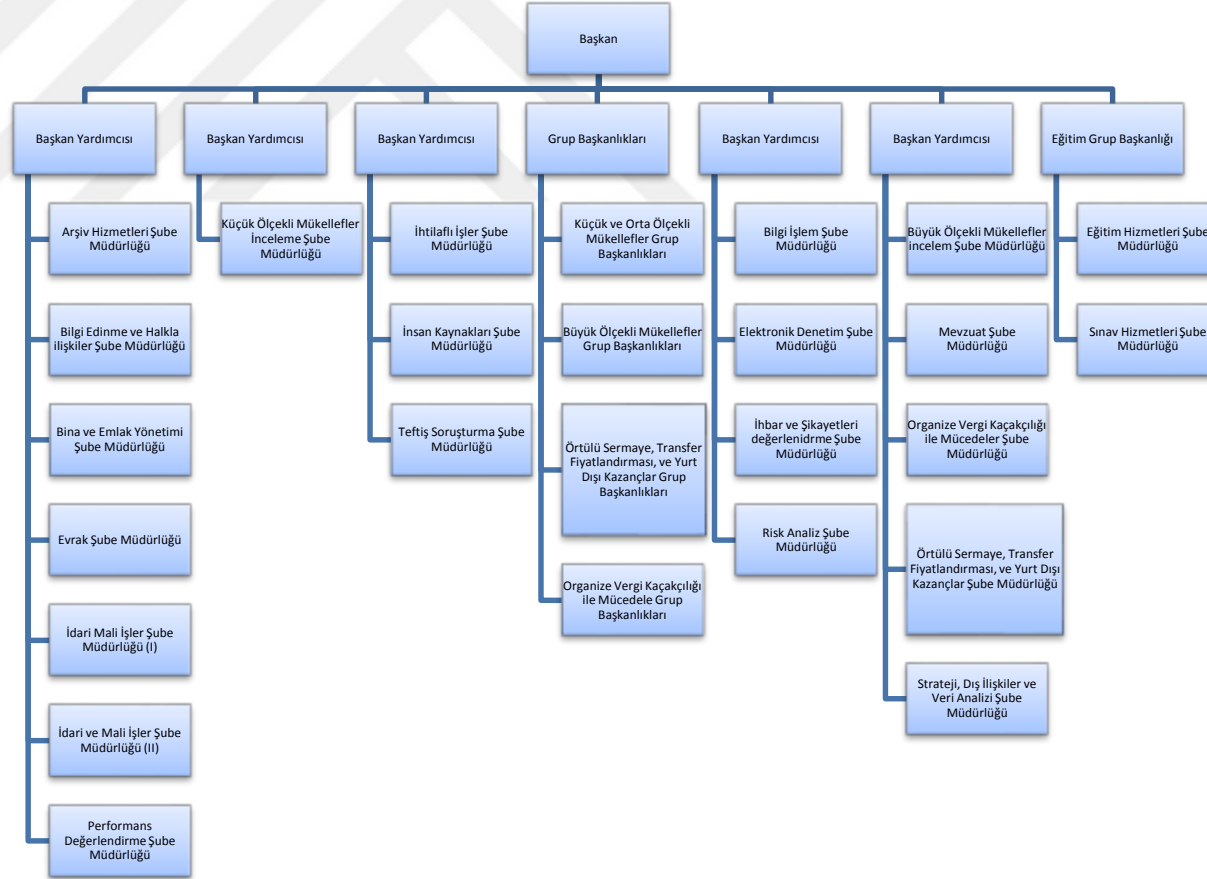 Başkan
Başkan Yardımcısı
Arşiv Hizmetleri Şube
Müdürlüğü
Bilgi Edinme ve Halkla
ilişkiler Şube Müdürlüğü
Bina ve Emlak Yönetimi
Şube Müdürlüğü
Evrak Şube Müdürlüğü
İdari Mali İşler Şube
Müdürlüğü (I)
İdari ve Mali İşler Şube
Müdürlüğü (II)
Performans
Değerlendirme Şube
Müdürlüğü
Başkan Yardımcısı
Küçük Ölçekli Mükellefler
İnceleme Şube
Müdürlüğü
Başkan Yardımcısı
İhtilaflı İşler Şube
Müdürlüğü
İnsan Kaynakları Şube
Müdürlüğü
Teftiş Soruşturma Şube
Müdürlüğü
Grup Başkanlıkları
Küçük ve Orta Ölçekli
Mükellefler Grup
Başkanlıkları
Büyük Ölçekli Mükellefler
Grup Başkanlıkları
Örtülü Sermaye, Transfer
Fiyatlandırması, ve Yurt
Dışı Kazançlar Grup
Başkanlıkları
Organize Vergi Kaçakçılığı
ile Mücedele Grup
Başkanlıkları
Başkan Yardımcısı
Bilgi İşlem Şube
Müdürlüğü
Elektronik Denetim Şube
Müdürlüğü
İhbar ve Şikayetleri
değerlenidrme Şube
Müdürlüğü
Risk Analiz Şube
Müdürlüğü
Başkan Yardımcısı
Büyük Ölçekli Mükellefler
incelem Şube Müdürlüğü
Mevzuat Şube
Müdürlüğü
Organize Vergi Kaçakçılığı
ile Mücedeler Şube
Müdürlüğü
Örtülü Sermaye, Transfer
Fiyatlandırması, ve Yurt Dışı
Kazançlar Şube Müdürlüğü
Strateji, Dış İlişkiler ve
Veri Analizi Şube
Müdürlüğü
Eğitim Grup Başkanlığı
Eğitim Hizmetleri Şube
Müdürlüğü
Sınav Hizmetleri Şube
Müdürlüğü